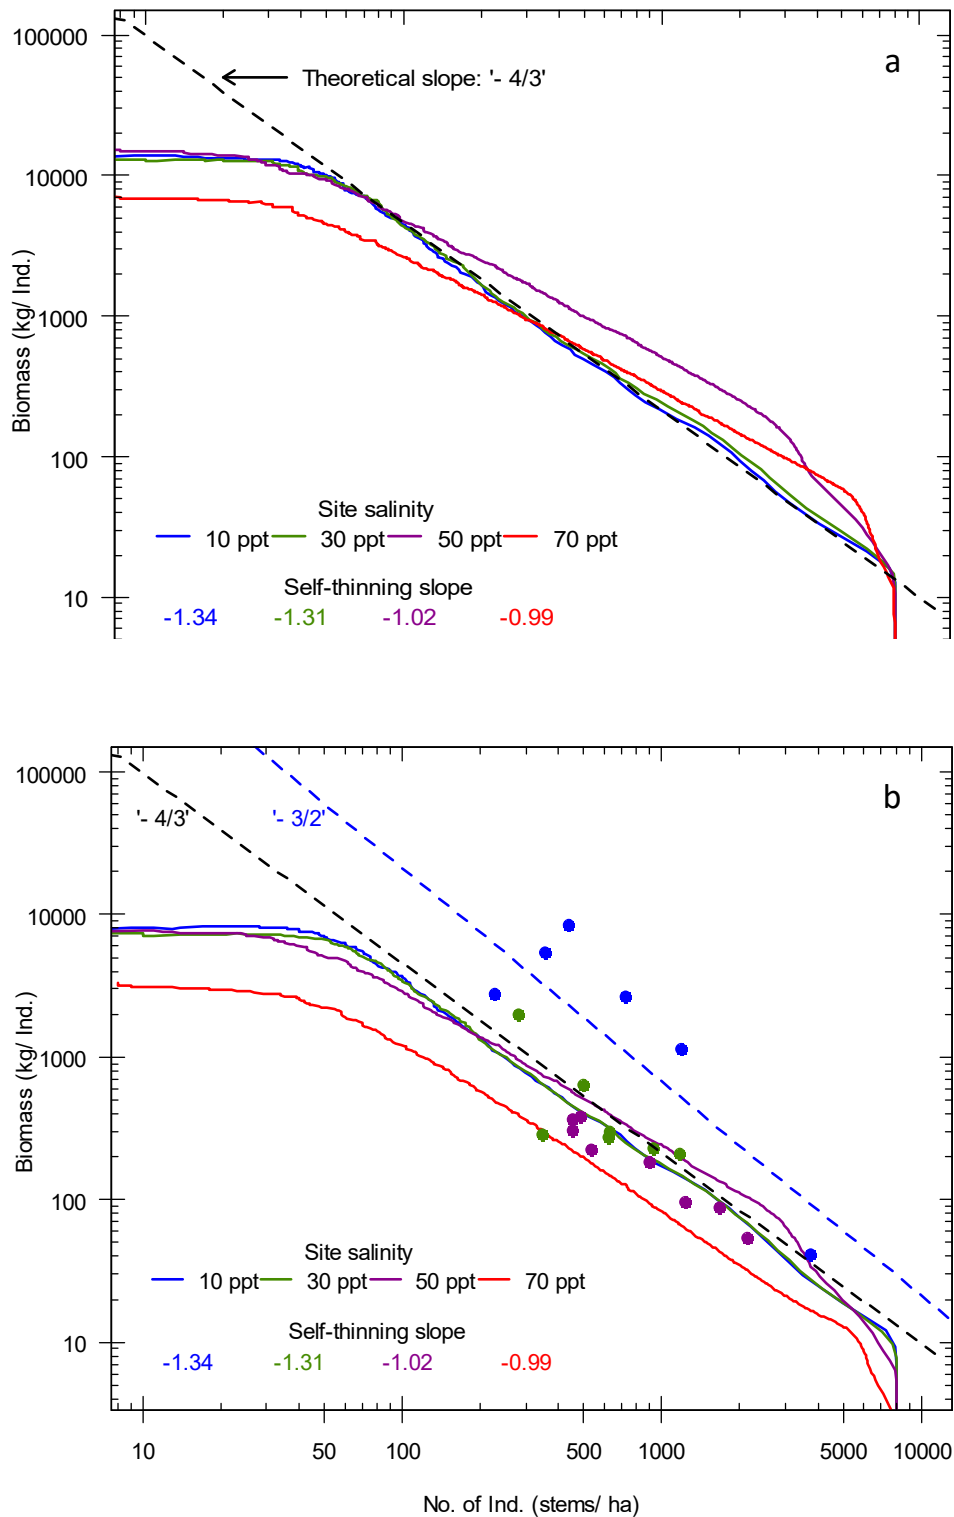 100000
a
Theoretical slope: '- 4/3'
10000
1000
100
10
Biomass (kg/ Ind.)
Site salinity
10 ppt 30 ppt 50 ppt 70 ppt
Self-thinning slope
-1.34 -1.31 -1.02 -0.99
100000
b
'- 4/3' '- 3/2'
10000
1000
100
10
Biomass (kg/ Ind.)
Site salinity
10 ppt 30 ppt 50 ppt 70 ppt
Self-thinning slope
-1.34 -1.31 -1.02 -0.99
10 50 100 500 1000 5000 10000
No. of Ind. (stems/ ha)